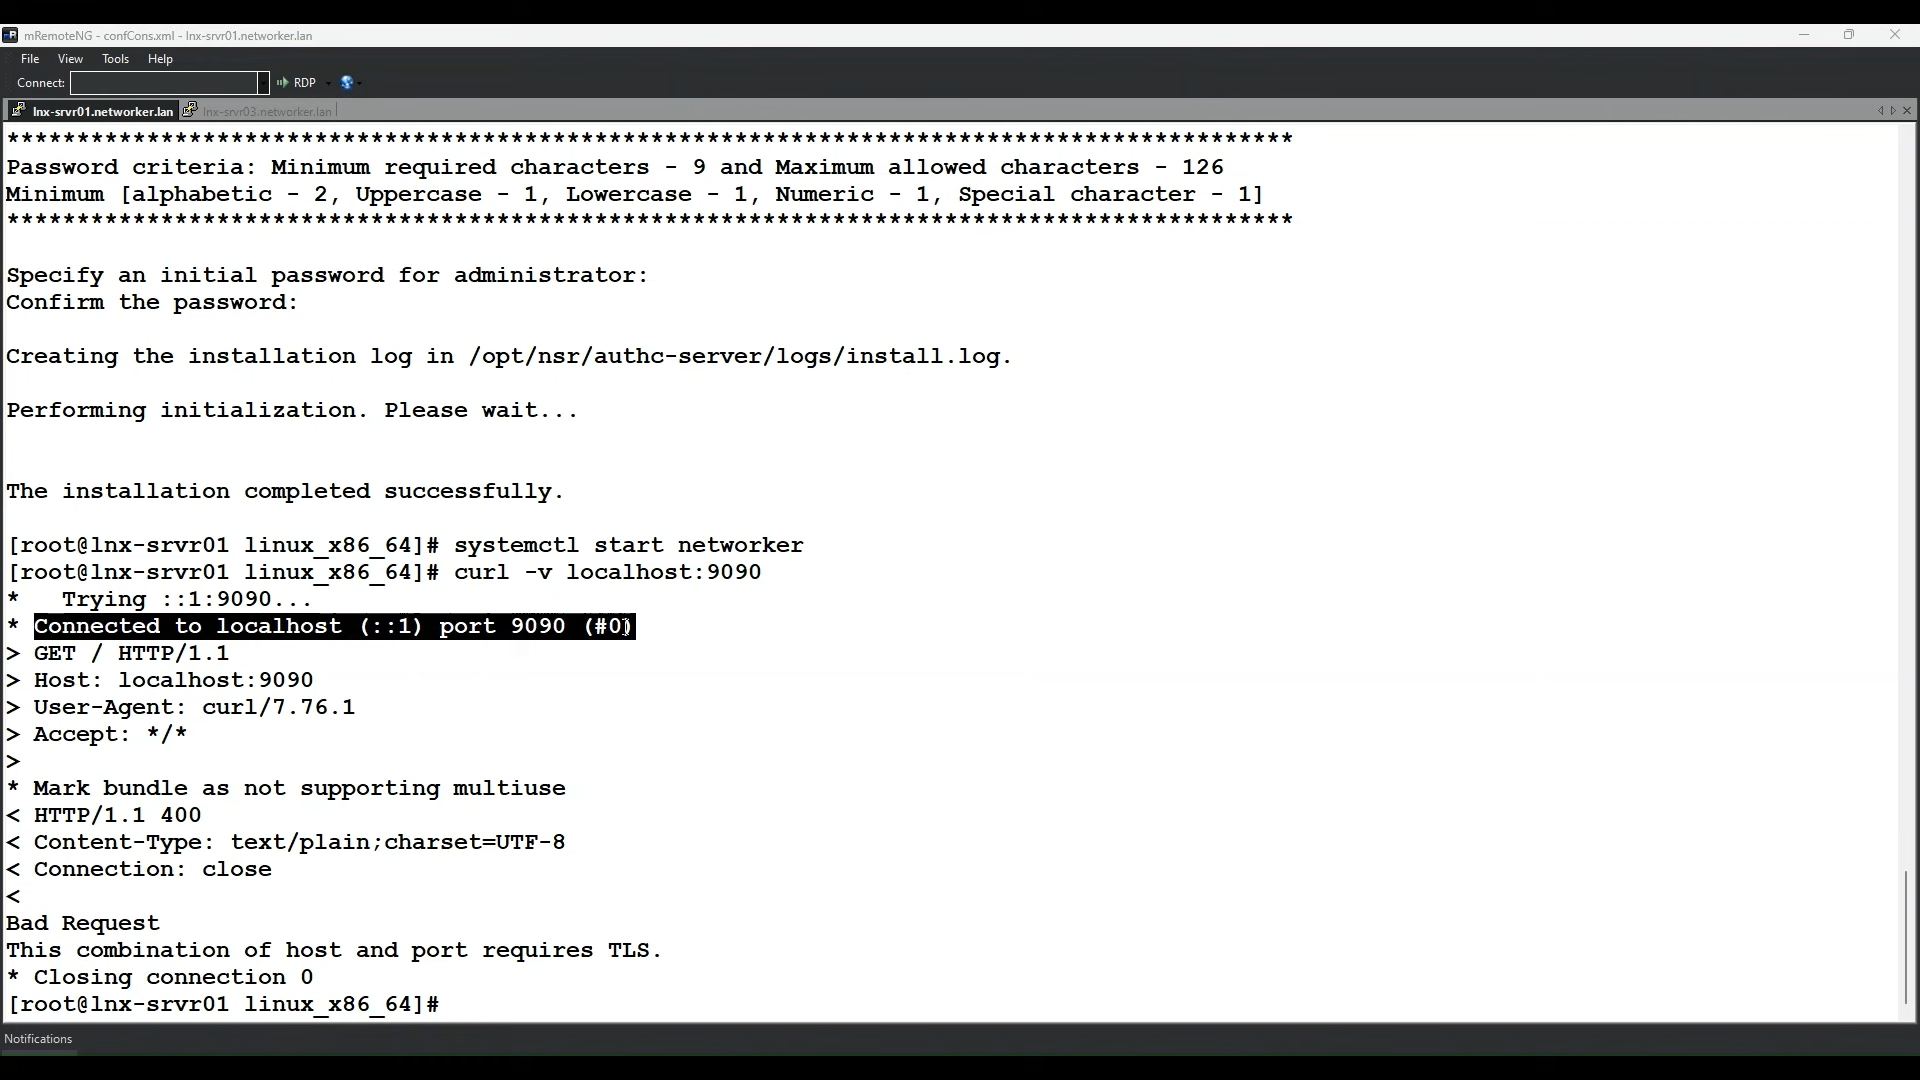 mRemoteNG - confCons.xml - lnx-srvr01.networker.lan
File View Tools Help
Connect: RDP
lnx-srvr01.networker.lan lnx-srvr03.networker.lan
********************************************************************************************
Password criteria: Minimum required characters - 9 and Maximum allowed characters - 126
Minimum [alphabetic - 2, Uppercase - 1, Lowercase - 1, Numeric - 1, Special character - 1]
********************************************************************************************
Specify an initial password for administrator:
Confirm the password:
Creating the installation log in /opt/nsr/authc-server/logs/install.log.
Performing initialization. Please wait...
The installation completed successfully.
[root@lnx-srvr01 linux_x86_64]# systemctl start networker
[root@lnx-srvr01 linux_x86_64]# curl -v localhost:9090
*   Trying ::1:9090...
* Connected to localhost (::1) port 9090 (#0)
> GET / HTTP/1.1
> Host: localhost:9090
> User-Agent: curl/7.76.1
> Accept: */*
>
* Mark bundle as not supporting multiuse
< HTTP/1.1 400
< Content-Type: text/plain;charset=UTF-8
< Connection: close
<
Bad Request
This combination of host and port requires TLS.
* Closing connection 0
[root@lnx-srvr01 linux_x86_64]#
Notifications